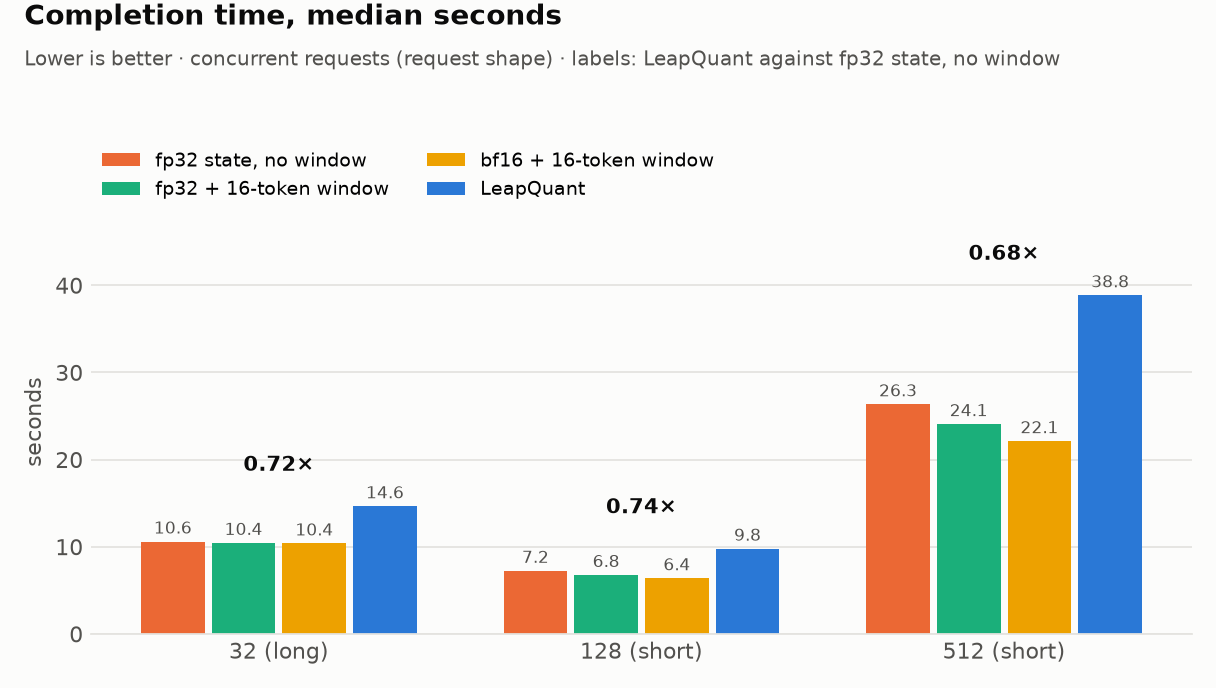 Completion time, median seconds
Lower is better · concurrent requests (request shape) · labels: LeapQuant against fp32 state, no window
fp32 state, no window
bf16 + 16-token window
fp32 + 16-token window
LeapQuant
seconds
40
30
20
10
0
0.72×
10.6
10.4
10.4
14.6
0.74×
7.2
6.8
6.4
9.8
0.68×
26.3
24.1
22.1
38.8
32 (long)
128 (short)
512 (short)